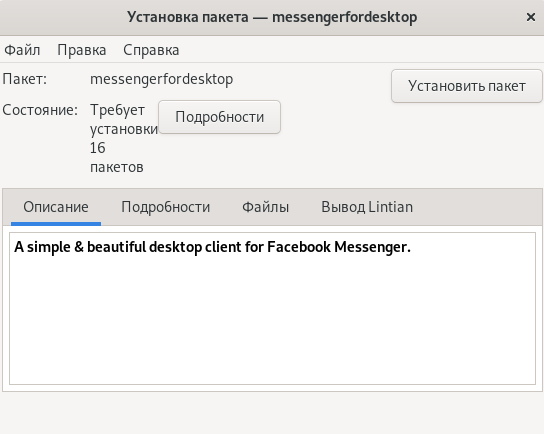 Установка пакета — messengerfordesktop
×
Файл Правка Справка
Пакет: messengerfordesktop
Установить пакет
Состояние: Требует
установки
16
пакетов
Подробности
Описание Подробности Файлы Вывод Lintian
A simple & beautiful desktop client for Facebook Messenger.